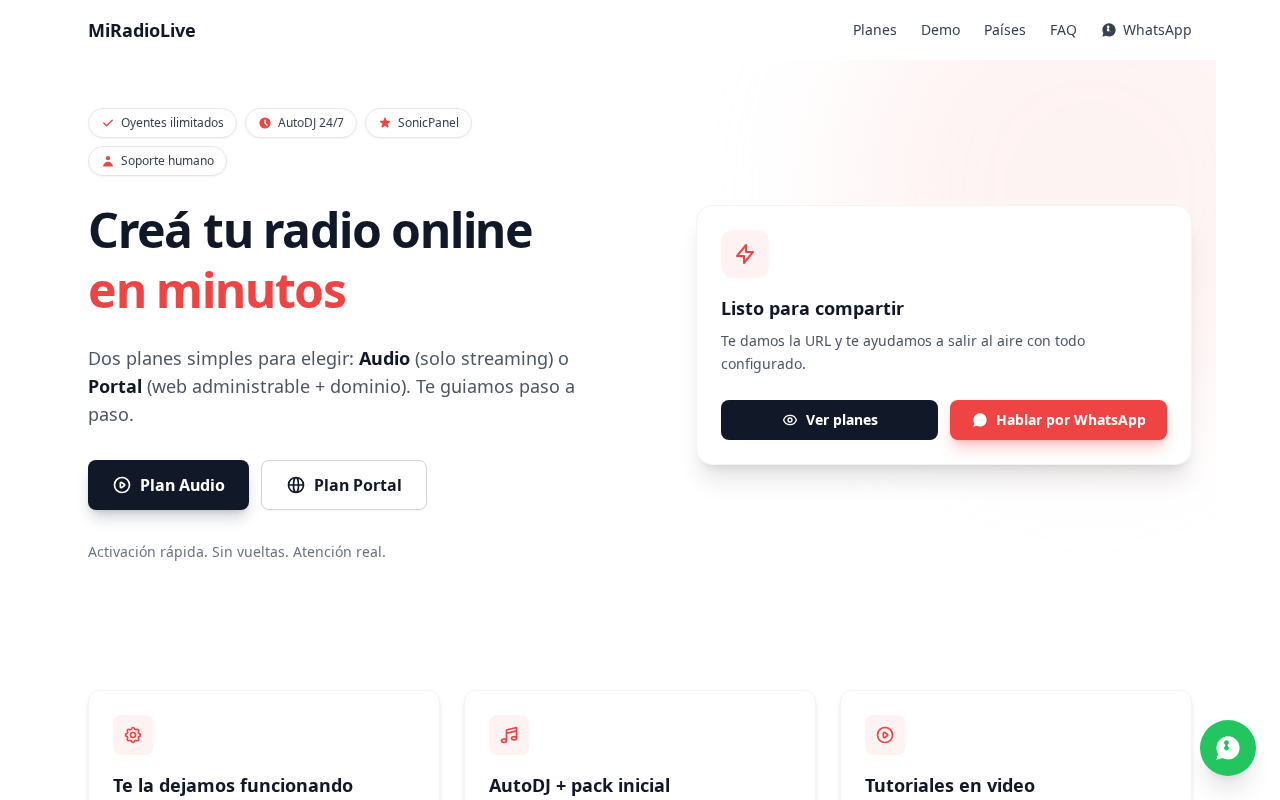 MiRadioLive
Planes
Demo
Países
FAQ
WhatsApp
Oyentes ilimitados
AutoDJ 24/7
SonicPanel
Soporte humano
Creá tu radio online
en minutos
Dos planes simples para elegir: Audio (solo streaming) o
Portal (web administrable + dominio). Te guiamos paso a
paso.
Plan Audio
Plan Portal
Activación rápida. Sin vueltas. Atención real.
Listo para compartir
Te damos la URL y te ayudamos a salir al aire con todo
configurado.
Ver planes
Hablar por WhatsApp
Te la dejamos funcionando
AutoDJ + pack inicial
Tutoriales en video